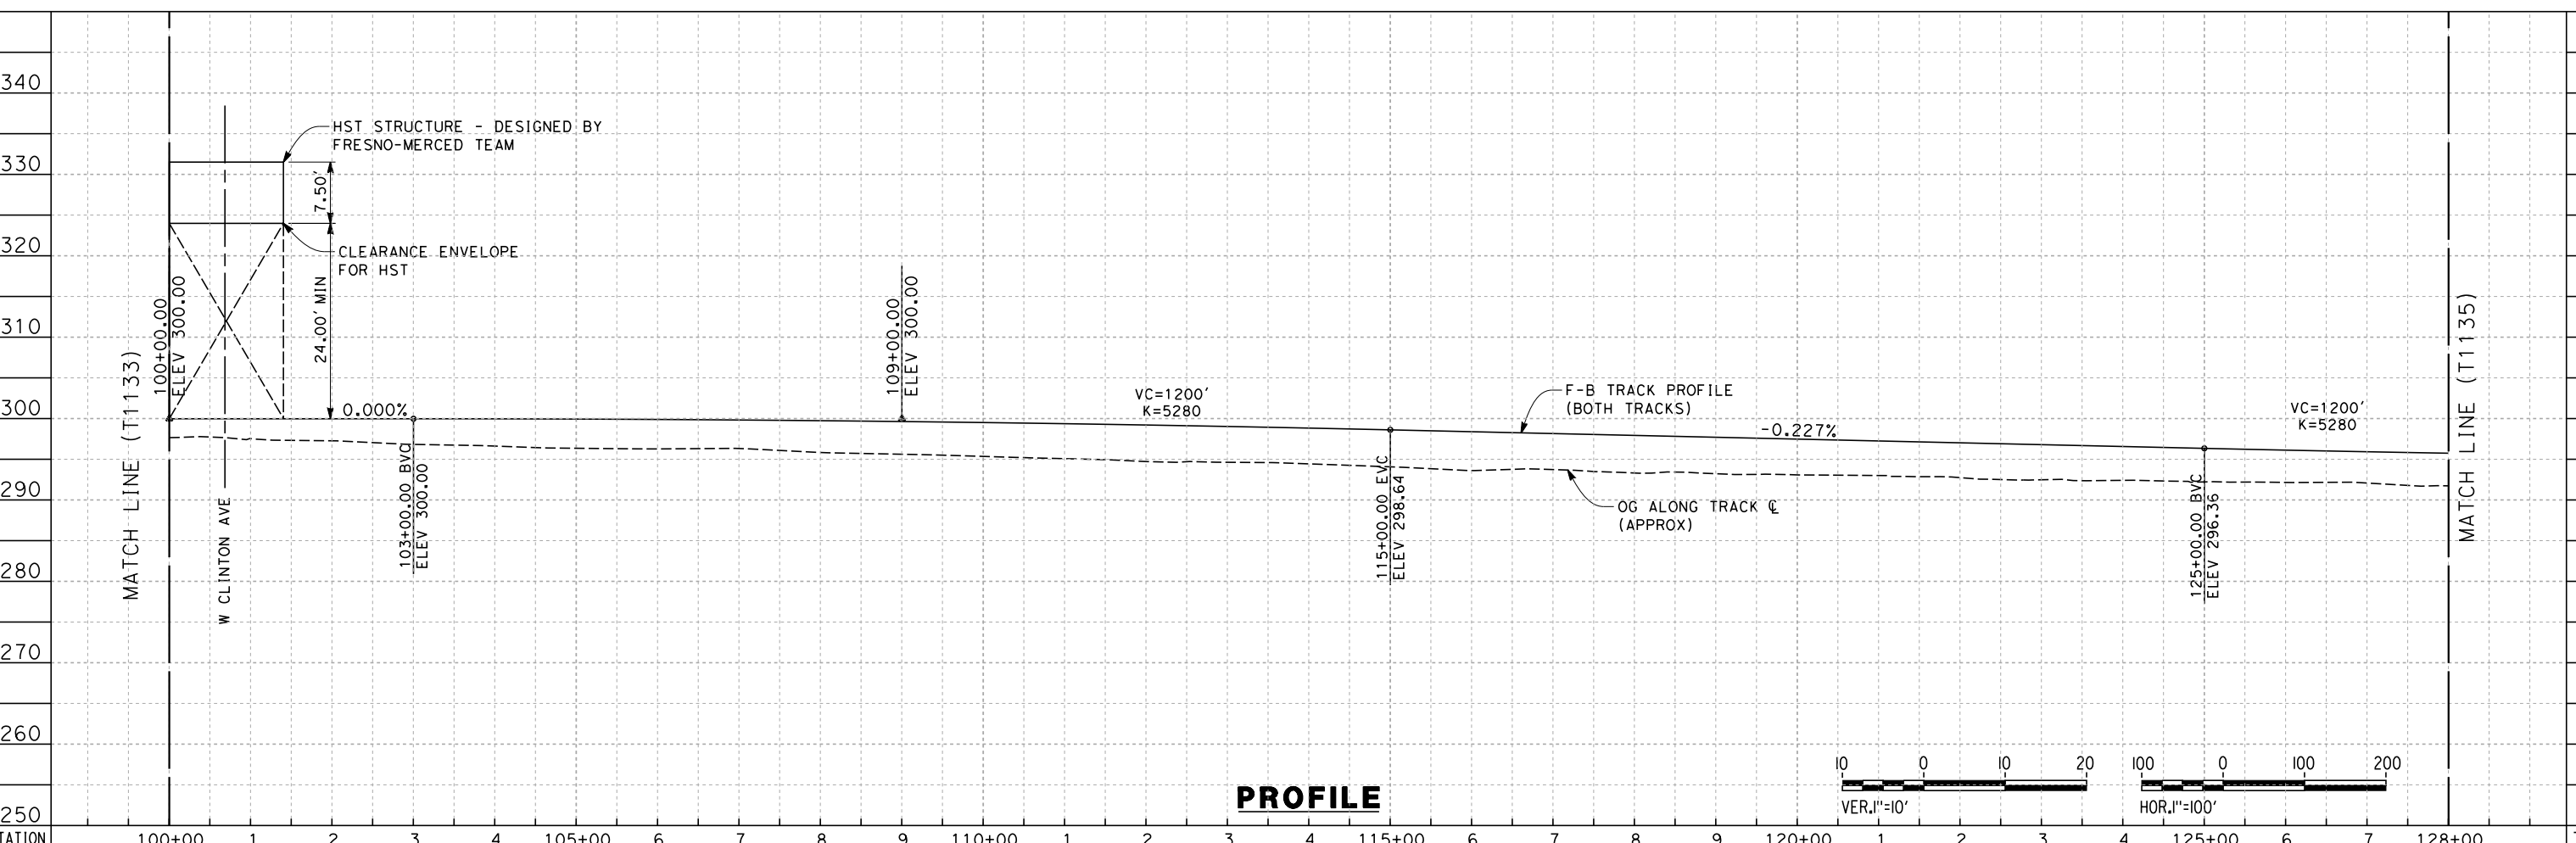 340
330
320
310
300
290
280
270
260
250
HST STRUCTURE - DESIGNED BY
FRESNO-MERCED TEAM
7.50'
CLEARANCE ENVELOPE
FOR HST
24.00' MIN
MATCH LINE (T1133)
100+00.00
ELEV 300.00
W CLINTON AVE
0.000%
103+00.00 BVC
ELEV 300.00
109+00.00
ELEV 300.00
VC=1200'
K=5280
115+00.00 EVC
ELEV 298.64
F-B TRACK PROFILE
(BOTH TRACKS)
OG ALONG TRACK ℄
(APPROX)
-0.227%
125+00.00 BVC
ELEV 296.36
VC=1200'
K=5280
MATCH LINE (T1135)
PROFILE
10 0 10 20
VER.1"=10'
100 0 100 200
HOR.1"=100'
TATION 100+00 1 2 3 4 105+00 6 7 8 9 110+00 1 2 3 4 115+00 6 7 8 9 120+00 1 2 3 4 125+00 6 7 128+00